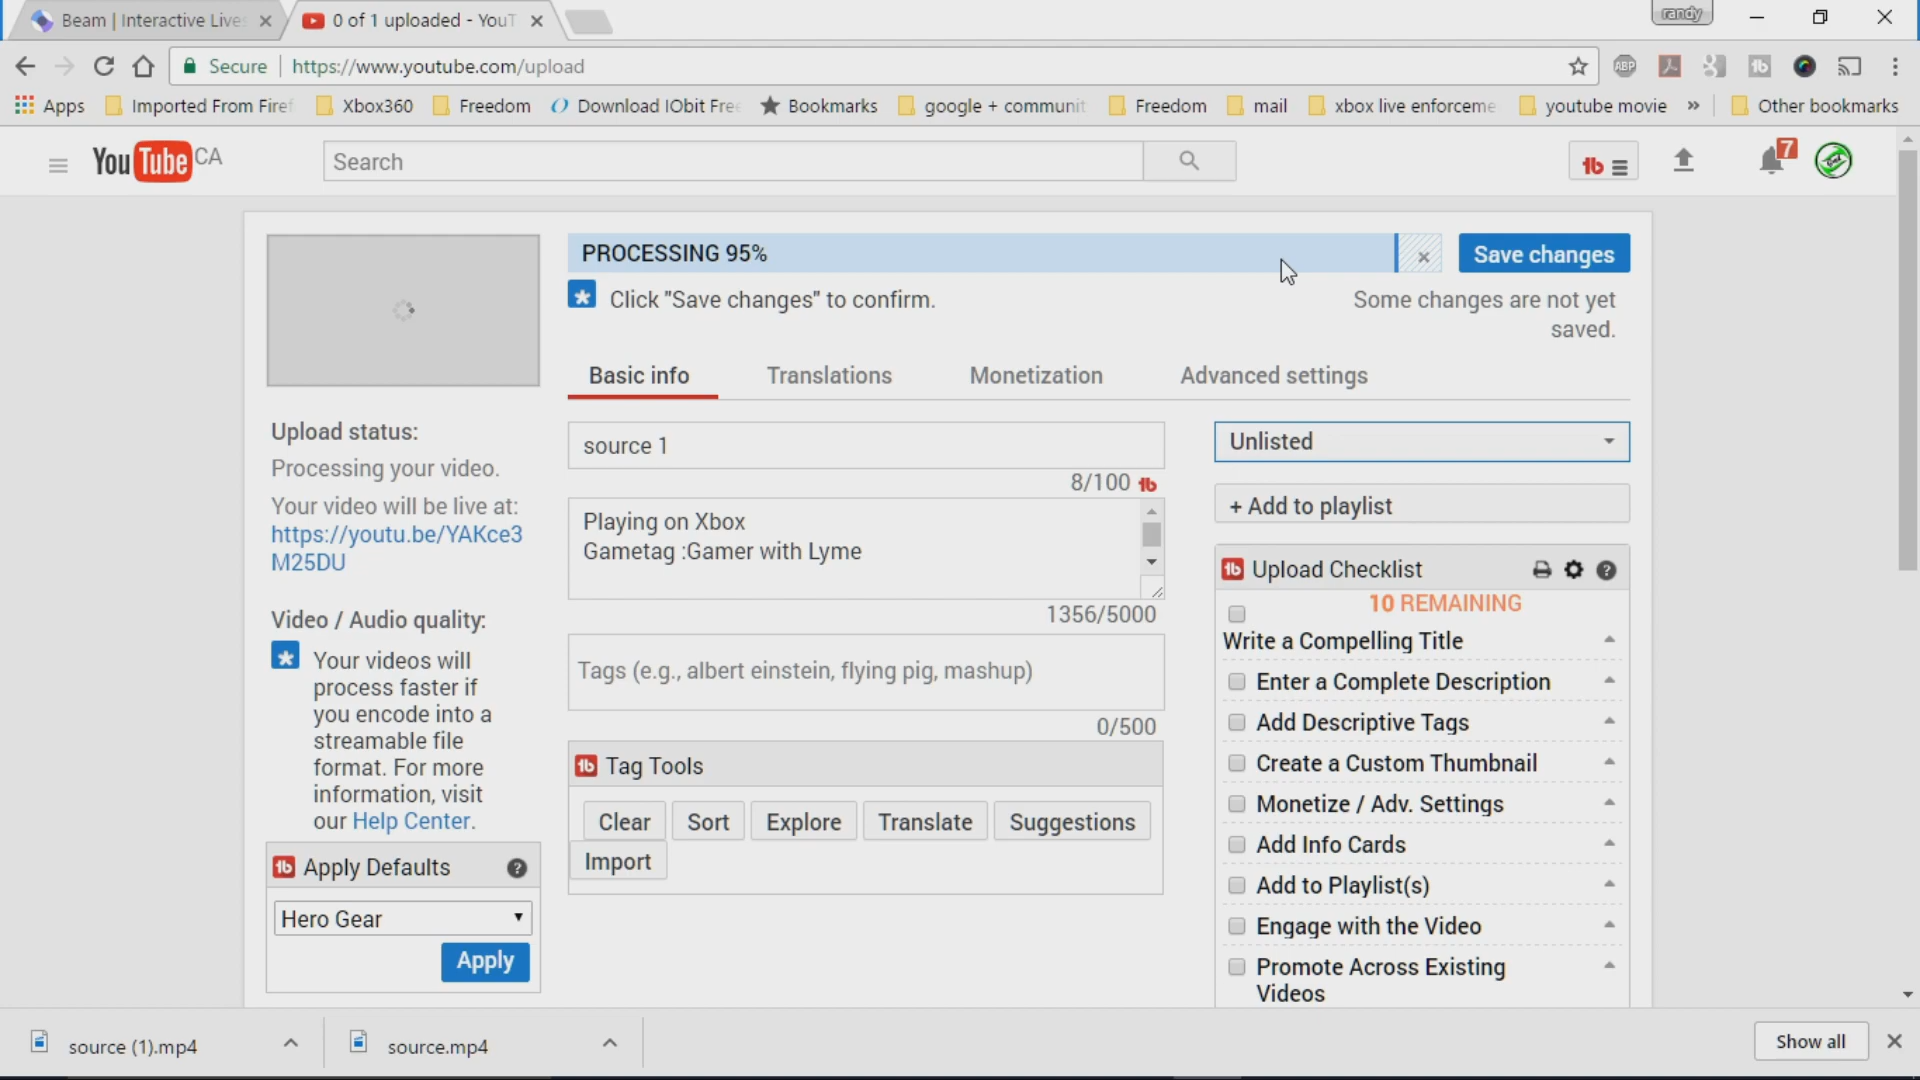 Beam | Interactive Lives
0 of 1 uploaded - YouT
randy
Secure
https://www.youtube.com/upload
ABP
Apps
Imported From Firef
Xbox360
Freedom
Download IObit Free
Bookmarks
google + communit
Freedom
mail
xbox live enforceme
youtube movie
»
Other bookmarks
YouTube CA
Search
7
PROCESSING 95%
Save changes
Click "Save changes" to confirm.
Some changes are not yet
saved.
Basic info
Translations
Monetization
Advanced settings
Upload status:
Processing your video.
Your video will be live at:
https://youtu.be/YAKce3
M25DU
Video / Audio quality:
Your videos will
process faster if
you encode into a
streamable file
format. For more
information, visit
our Help Center.
Apply Defaults
Hero Gear
Apply
source 1
8/100
Playing on Xbox
Gametag :Gamer with Lyme
1356/5000
Tags (e.g., albert einstein, flying pig, mashup)
0/500
Tag Tools
Clear
Sort
Explore
Translate
Suggestions
Import
Unlisted
+ Add to playlist
Upload Checklist
10 REMAINING
Write a Compelling Title
Enter a Complete Description
Add Descriptive Tags
Create a Custom Thumbnail
Monetize / Adv. Settings
Add Info Cards
Add to Playlist(s)
Engage with the Video
Promote Across Existing
Videos
source (1).mp4
source.mp4
Show all